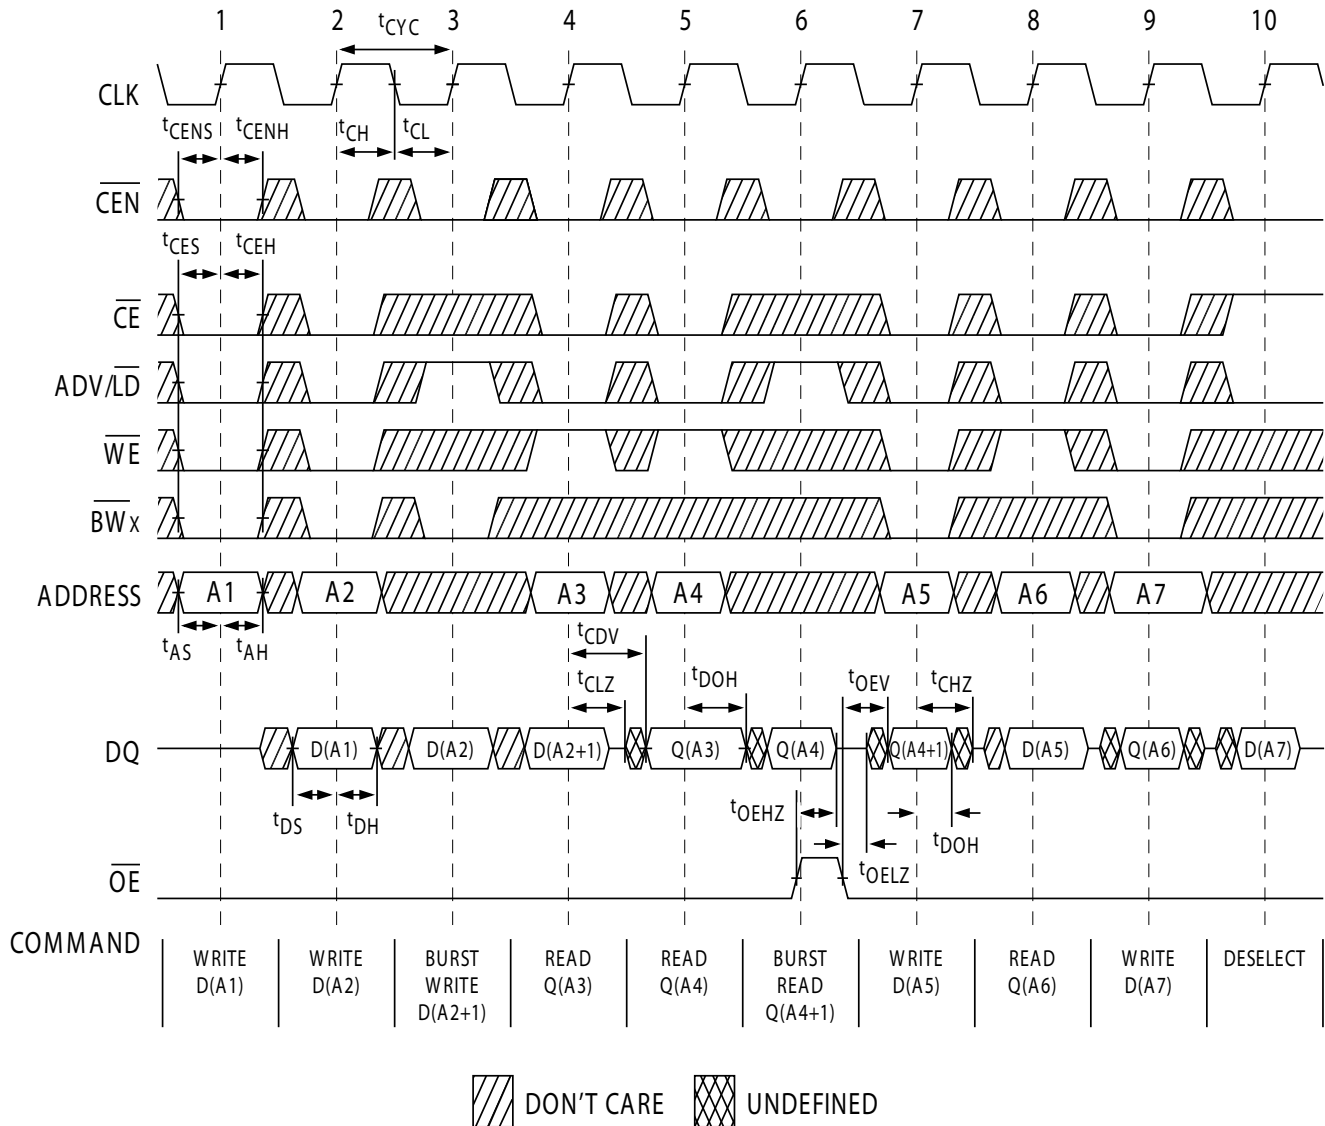 1 2 3 4 5 6 7 8 9 10
tCYC
CLK
tCENS tCENH tCH tCL
CEN
tCES tCEH
CE
ADV/LD
WE
BWx
ADDRESS A1 A2 A3 A4 A5 A6 A7
tAS tAH tCDV
tCLZ tDOH tOEV tCHZ
DQ D(A1) D(A2) D(A2+1) Q(A3) Q(A4) Q(A4+1) D(A5) Q(A6) D(A7)
tDS tDH tOEHZ tDOH
tOELZ
OE
COMMAND
WRITE WRITE BURST READ READ BURST WRITE READ WRITE DESELECT
D(A1) D(A2) WRITE Q(A3) Q(A4) READ D(A5) Q(A6) D(A7)
D(A2+1) Q(A4+1)
DON'T CARE UNDEFINED